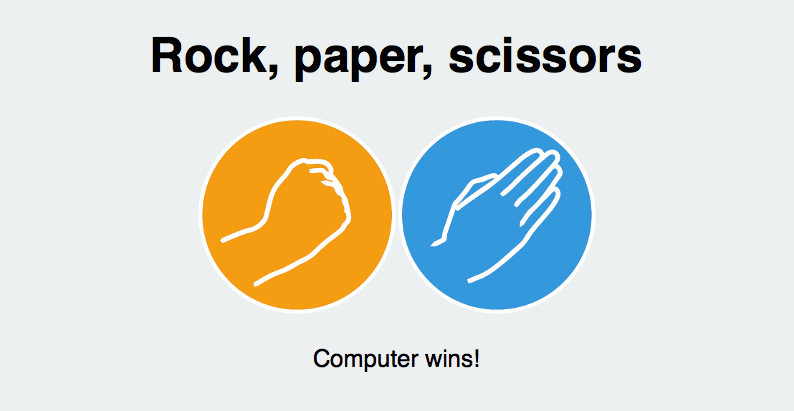 Rock, paper, scissors
Computer wins!